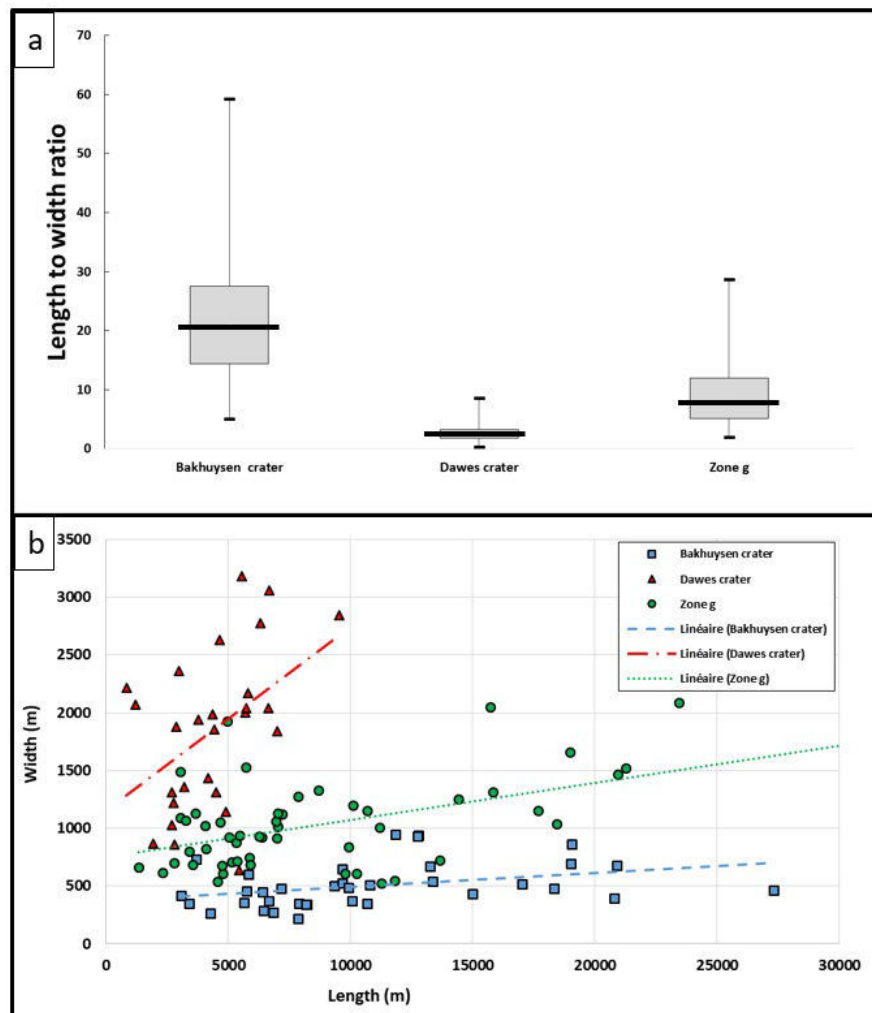 a
70
60
50
40
30
20
10
0
Length to width ratio
Bakhuysen crater
Dawes crater
Zone g
b
3500
3000
2500
2000
1500
1000
500
0
Width (m)
Bakhuysen crater
Dawes crater
Zone g
Linéaire (Bakhuysen crater)
Linéaire (Dawes crater)
Linéaire (Zone g)
0
5000
10000
15000
20000
25000
30000
Length (m)